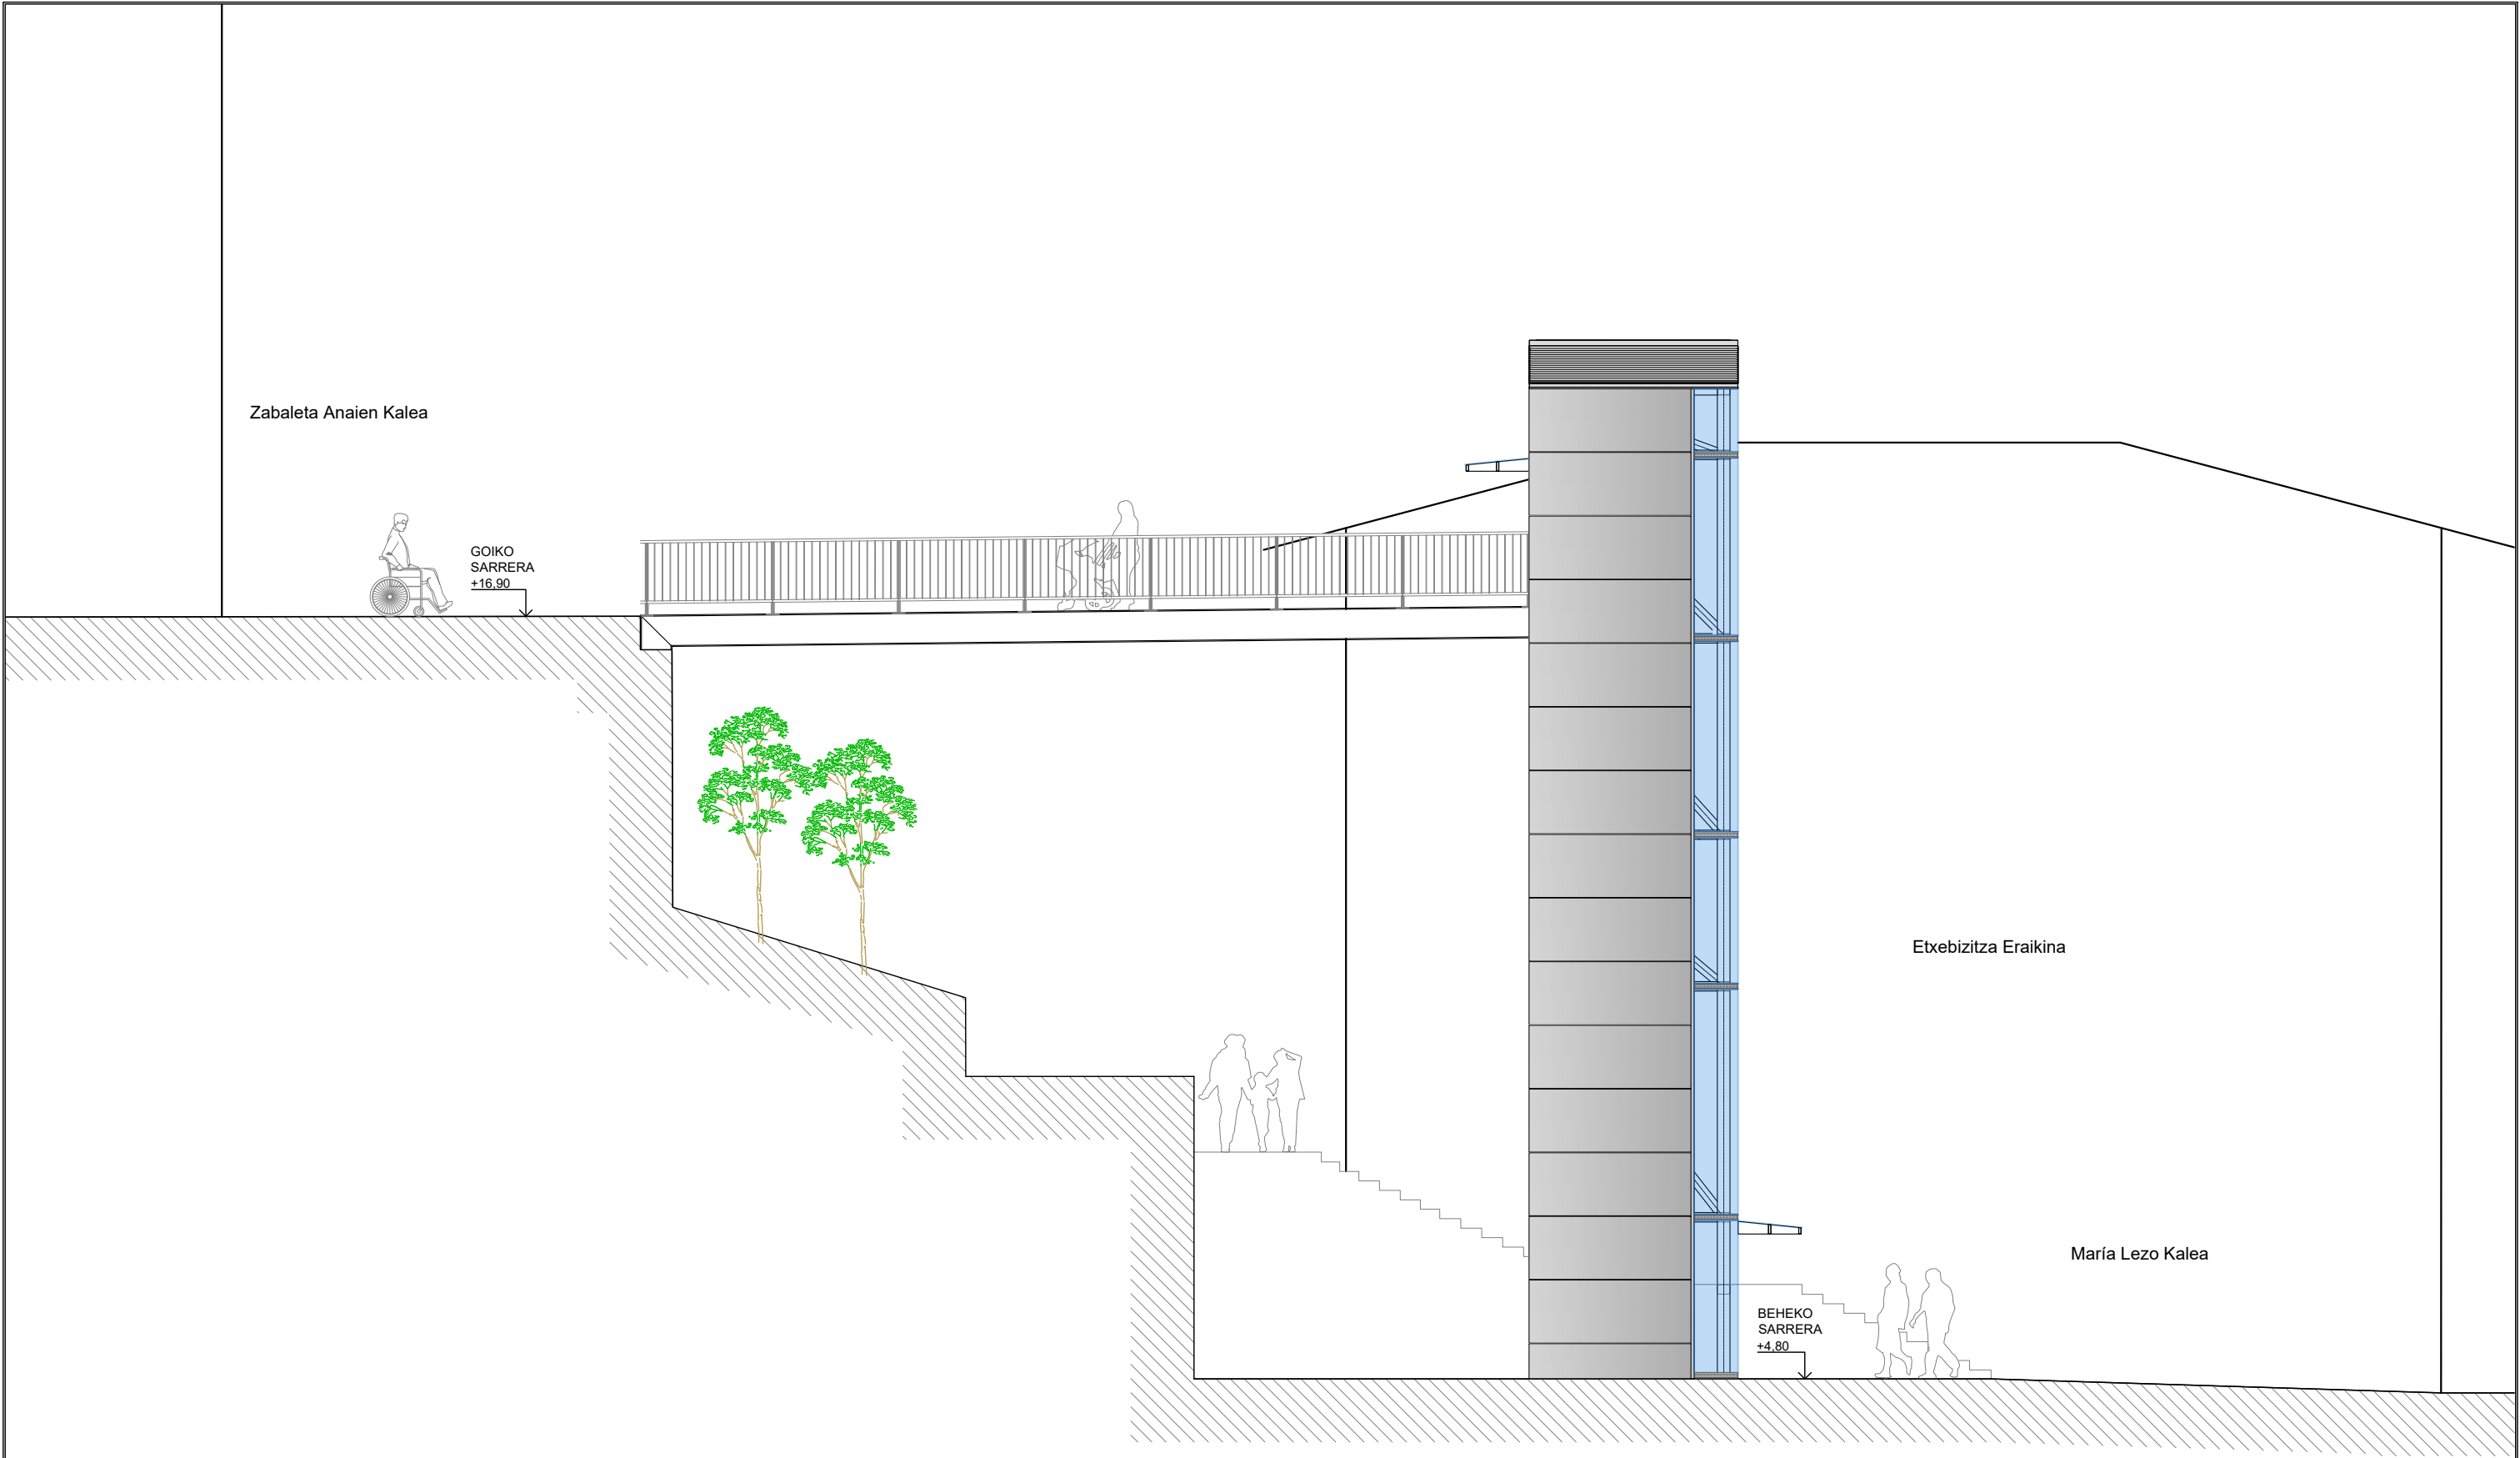 Zabaleta Anaien Kalea
GOIKO
SARRERA
+16,90
Etxebizitza Eraikina
María Lezo Kalea
BEHEKO
SARRERA
+4,80